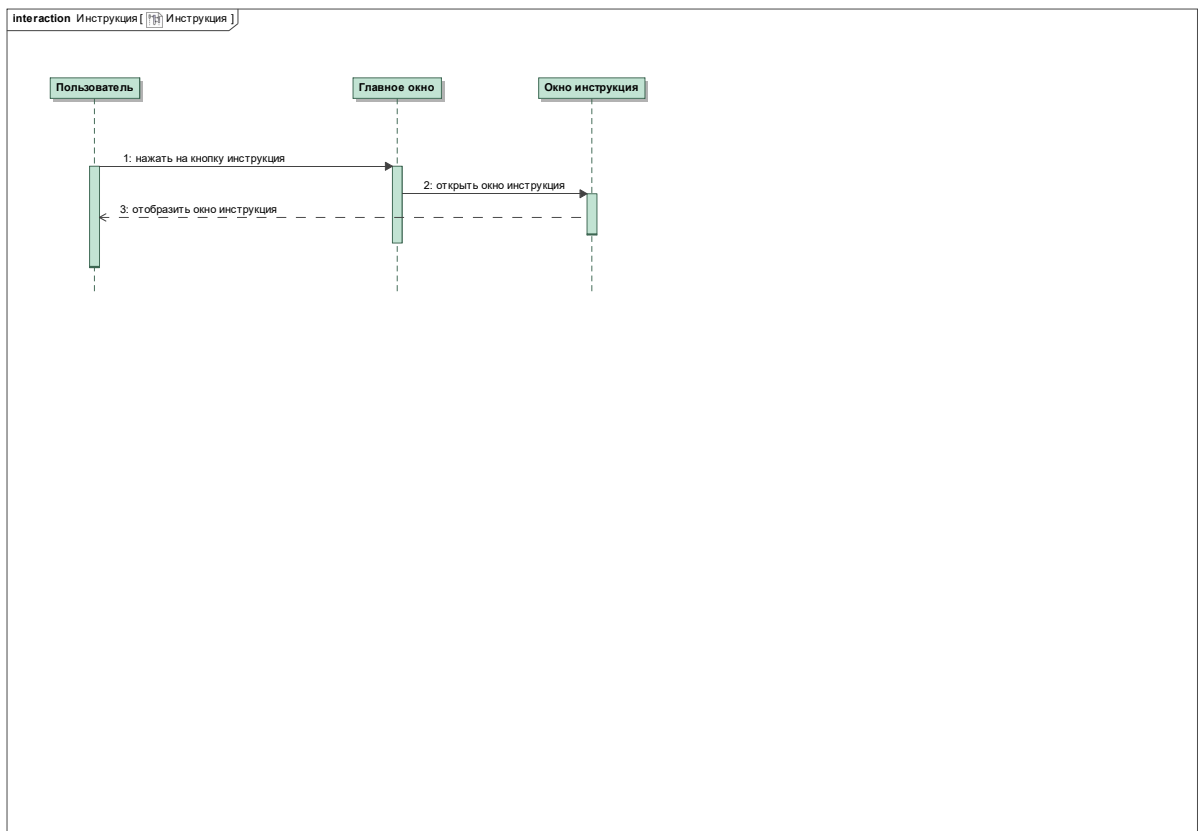 interaction Инструкция [ Инструкция ]
Пользователь
Главное окно
Окно инструкция
1: нажать на кнопку инструкция
2: открыть окно инструкция
3: отобразить окно инструкция